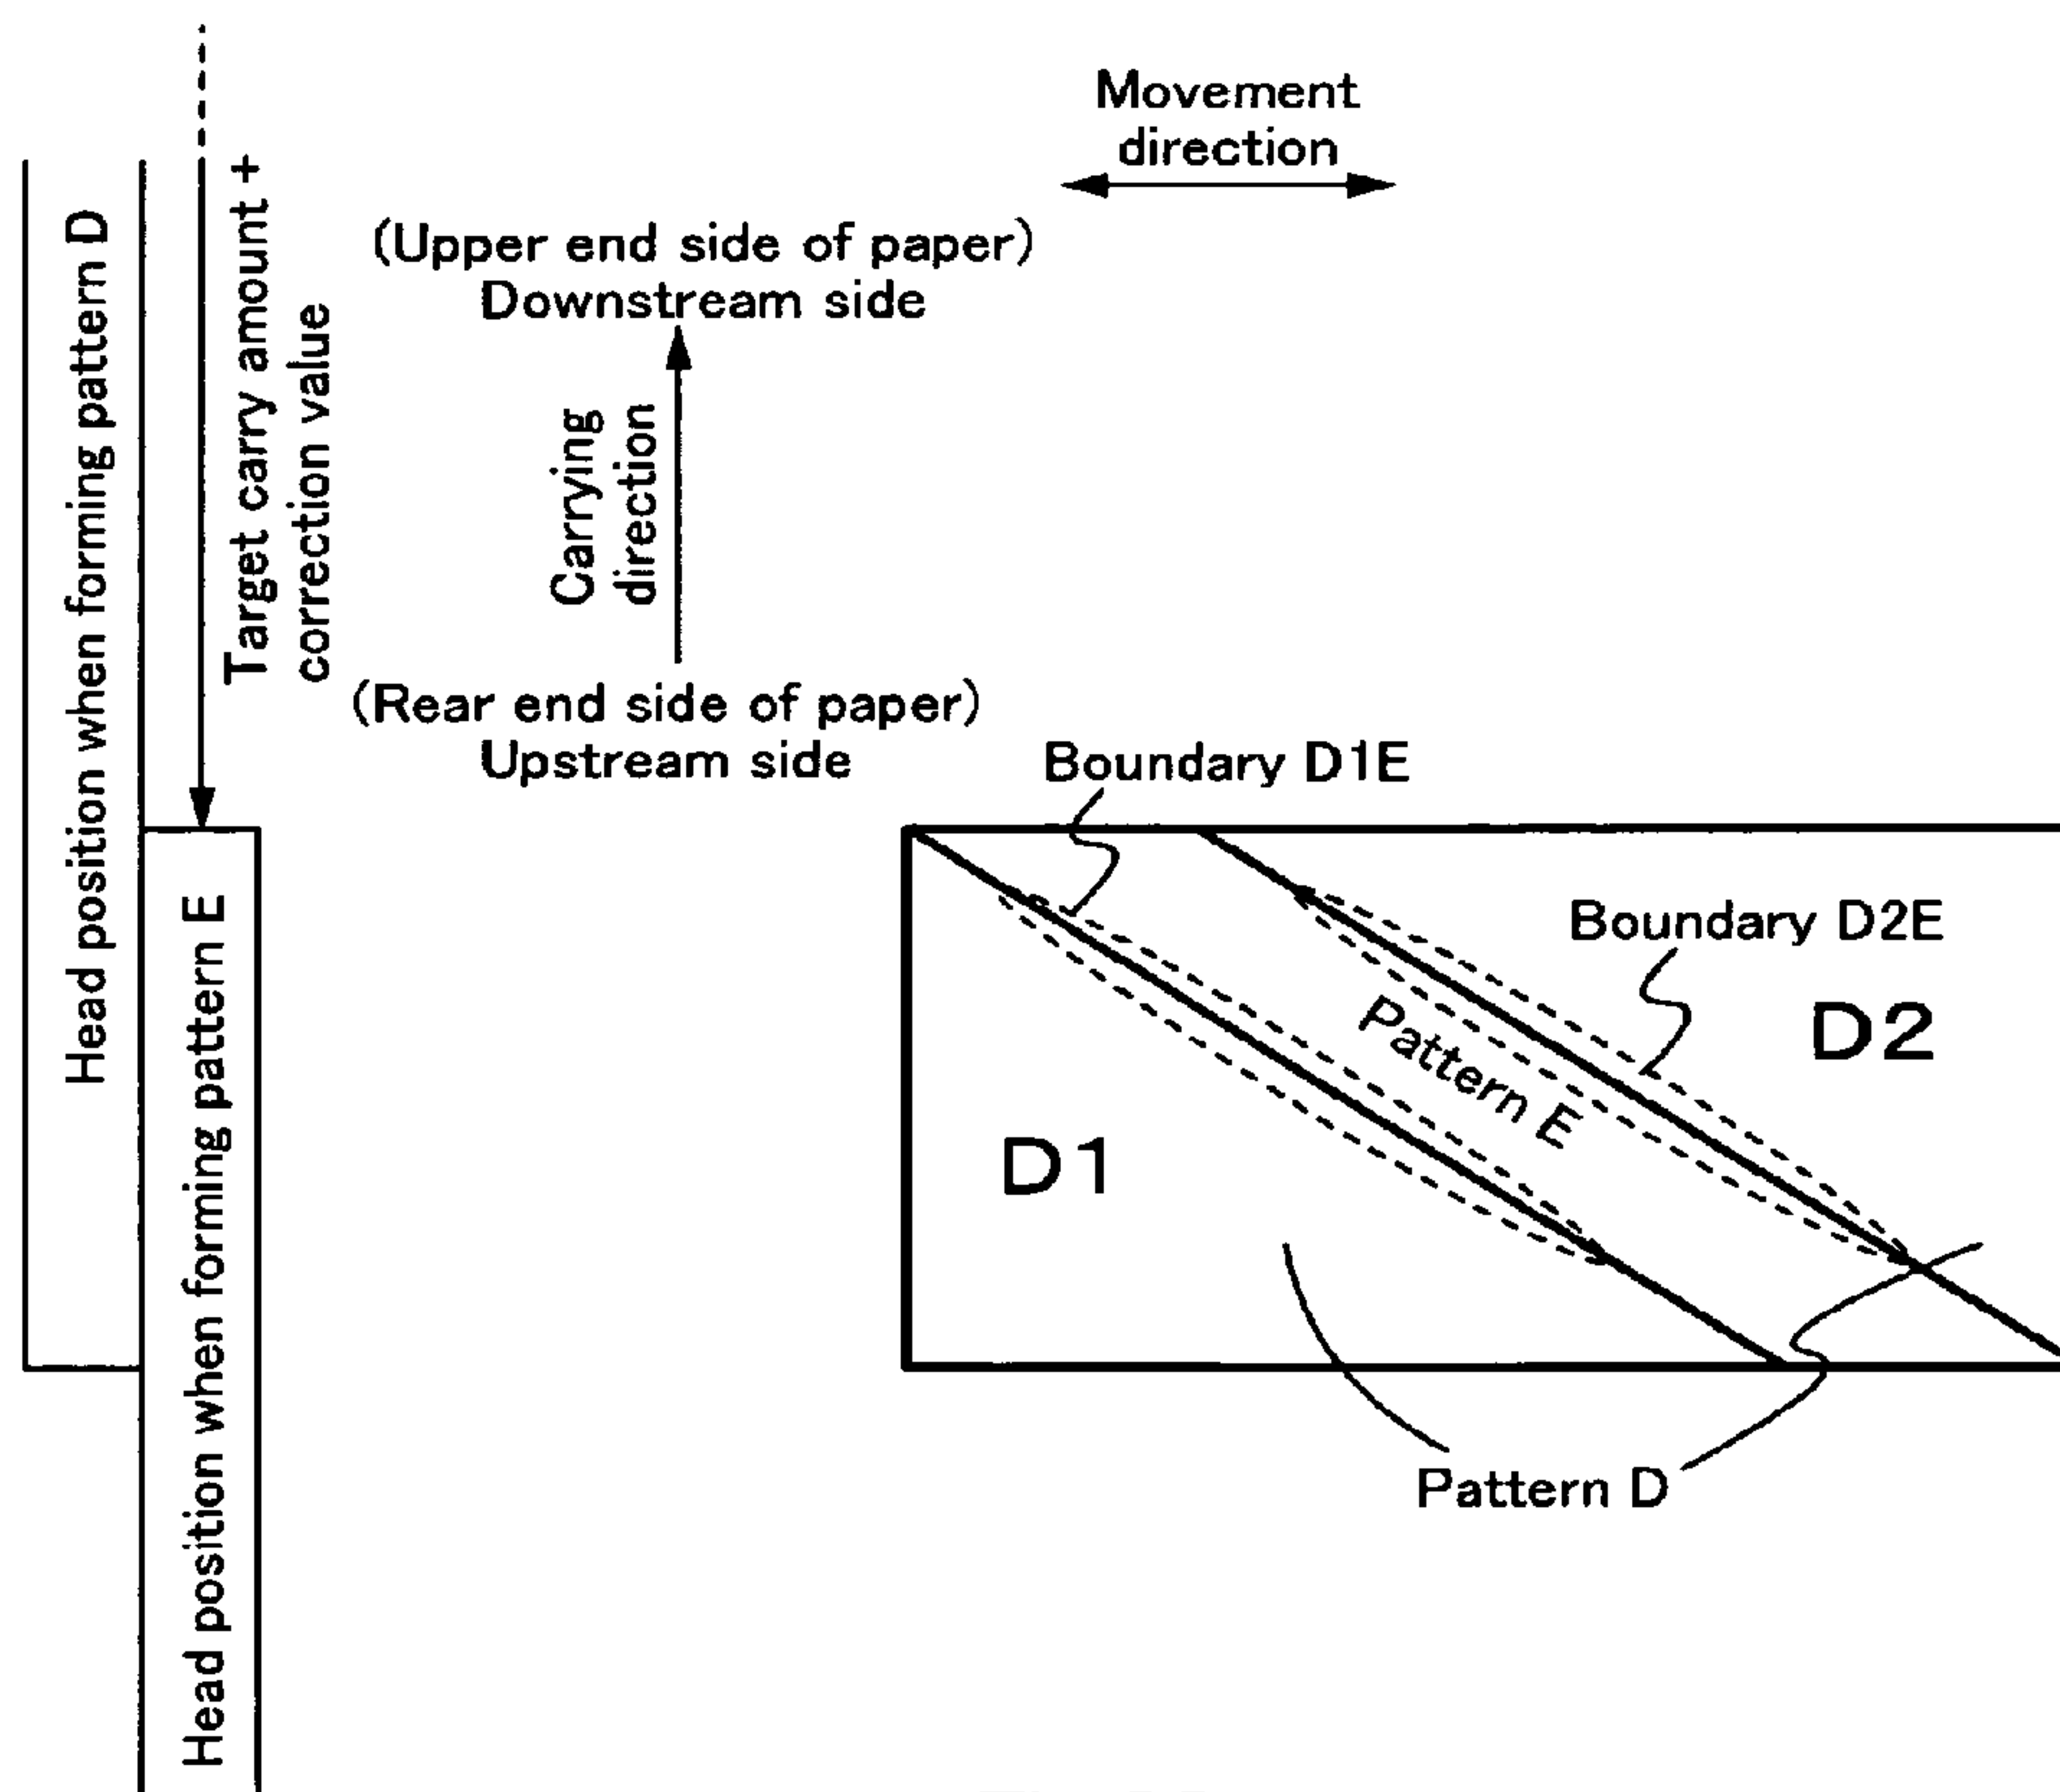 Movement
direction
(Upper end side of paper)
Downstream side
Head position when forming pattern D
Target carry amount +
correction value
Carrying
direction
(Rear end side of paper)
Upstream side
Boundary D1E
Boundary D2E
Head position when forming pattern E
Pattern E
D2
D1
Pattern D